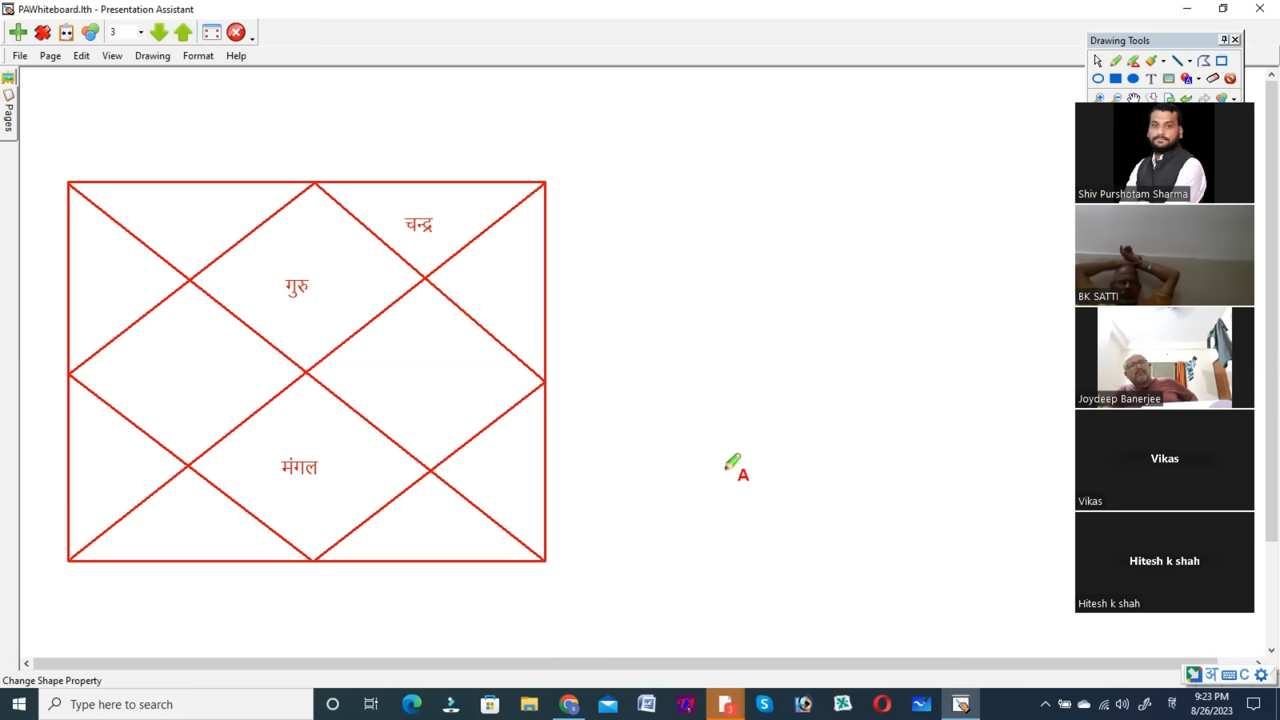 PAWhiteboard.lth - Presentation Assistant
3
File Page Edit View Drawing Format Help
Pages
Drawing Tools
T
चन्द्र
गुरु
मंगल
A
Shiv Purshotam Sharma
BK SATTI
Joydeep Banerjee
Vikas
Vikas
Hitesh k shah
Hitesh k shah
Change Shape Property
अ
Type here to search
हि
9:23 PM
8/26/2023